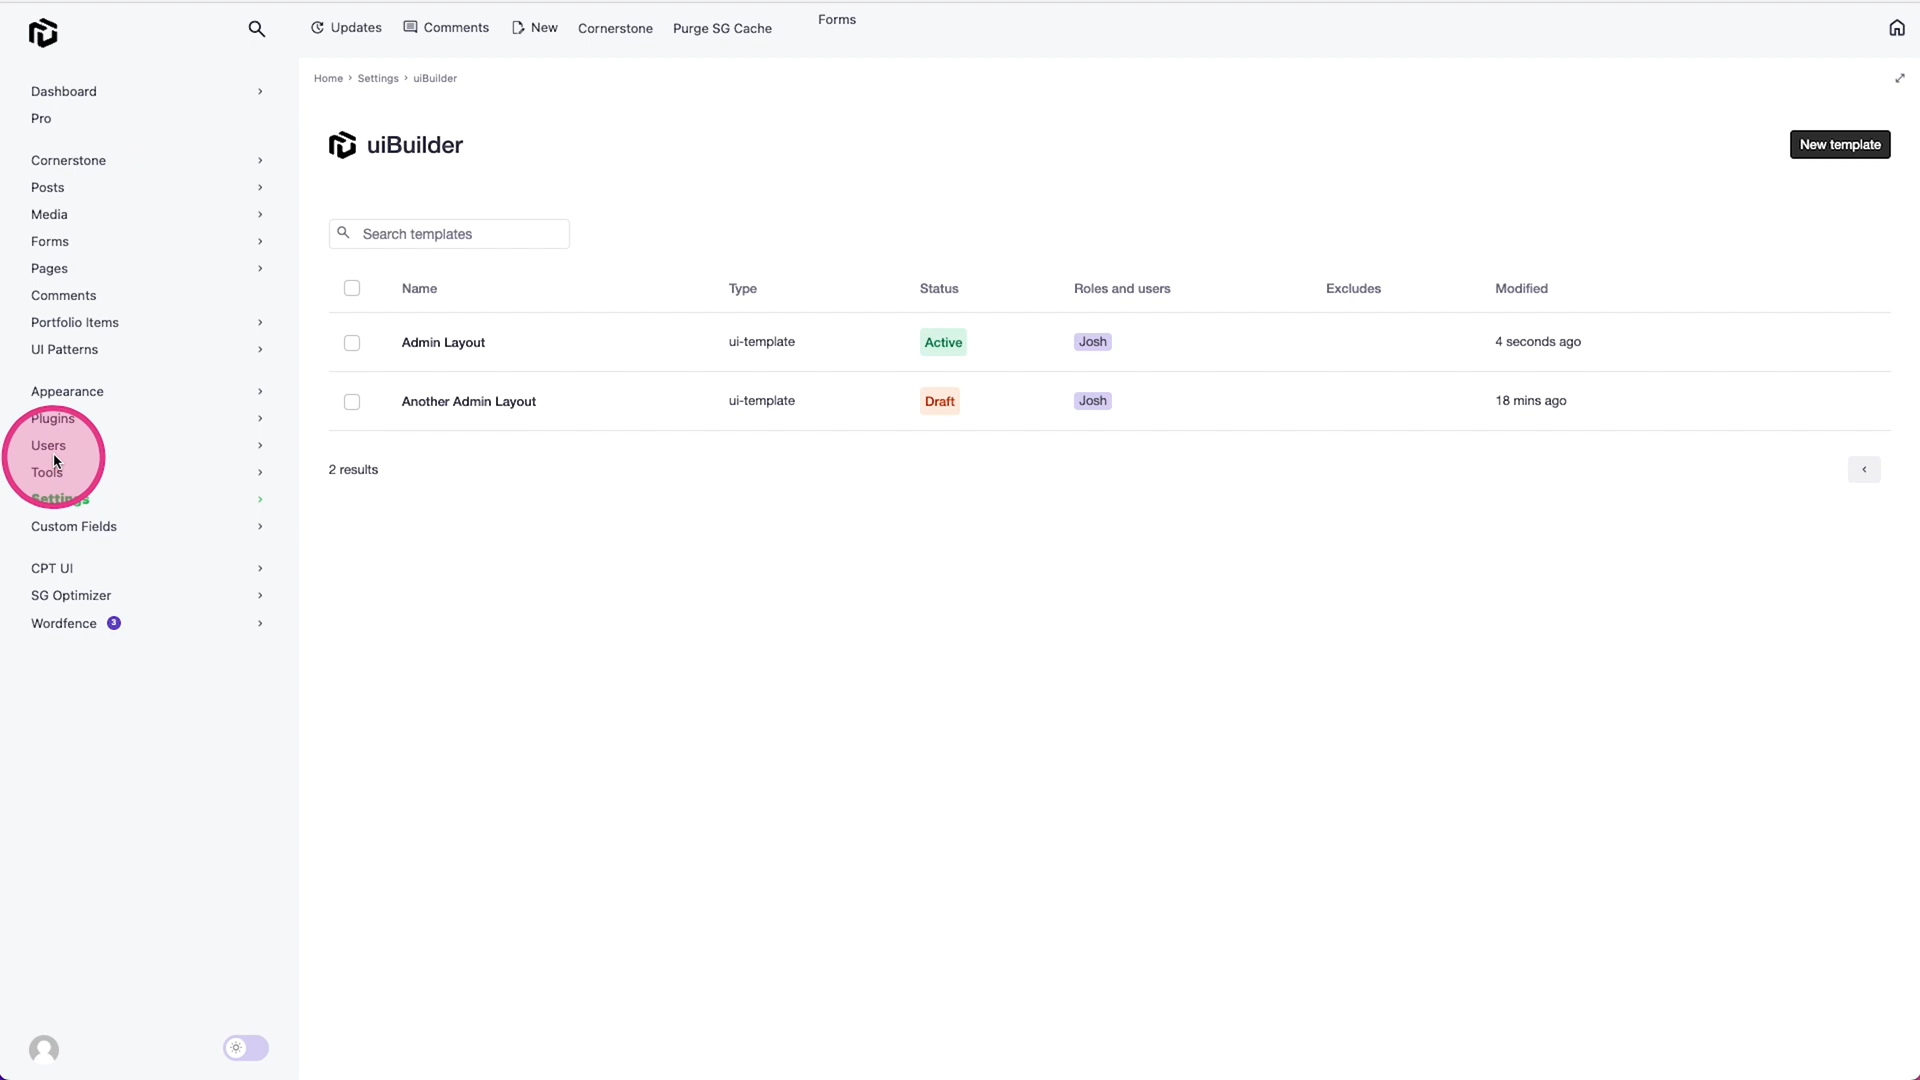 Updates
Comments
New
Cornerstone
Purge SG Cache
Forms
Dashboard
Pro
Cornerstone
Posts
Media
Forms
Pages
Comments
Portfolio Items
UI Patterns
Appearance
Plugins
Users
Tools
Settings
Custom Fields
CPT UI
SG Optimizer
Wordfence 3
Home › Settings › uiBuilder
uiBuilder
New template
Search templates
Name Type Status Roles and users Excludes Modified
Admin Layout ui-template Active Josh 4 seconds ago
Another Admin Layout ui-template Draft Josh 18 mins ago
2 results